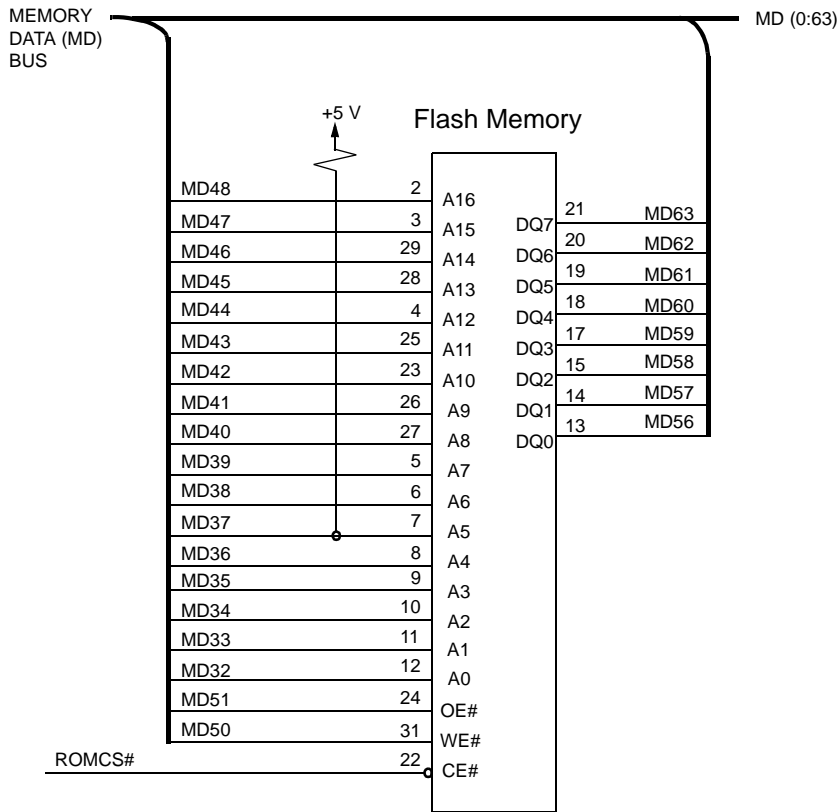 MEMORY
DATA (MD)
BUS
MD (0:63)
+5 V
Flash Memory
MD48 2 A16
MD47 3 A15
MD46 29 A14
MD45 28 A13
MD44 4 A12
MD43 25 A11
MD42 23 A10
MD41 26 A9
MD40 27 A8
MD39 5 A7
MD38 6 A6
MD37 7 A5
MD36 8 A4
MD35 9 A3
MD34 10 A2
MD33 11 A1
MD32 12 A0
MD51 24 OE#
MD50 31 WE#
ROMCS# 22 CE#
DQ7 21 MD63
DQ6 20 MD62
DQ5 19 MD61
DQ4 18 MD60
DQ3 17 MD59
DQ2 15 MD58
DQ1 14 MD57
DQ0 13 MD56